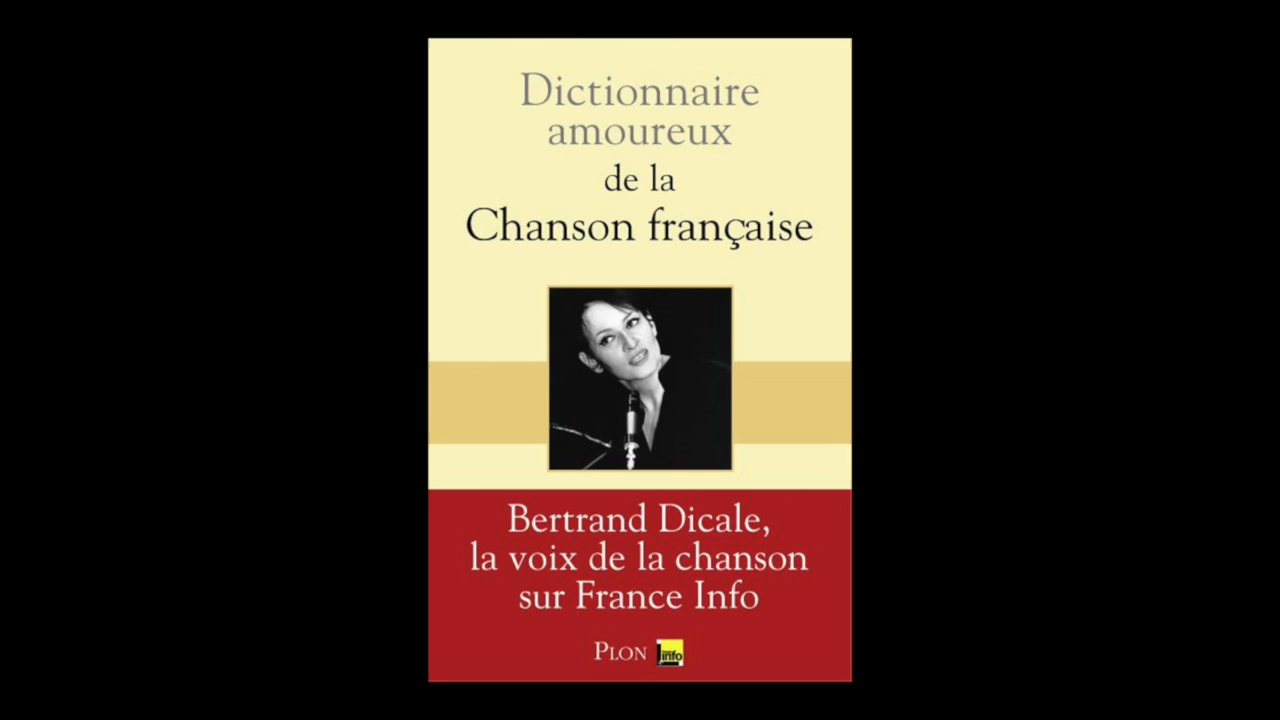 Dictionnaire
amoureux
de la
Chanson française
Bertrand Dicale,
la voix de la chanson
sur France Info
PLON
info